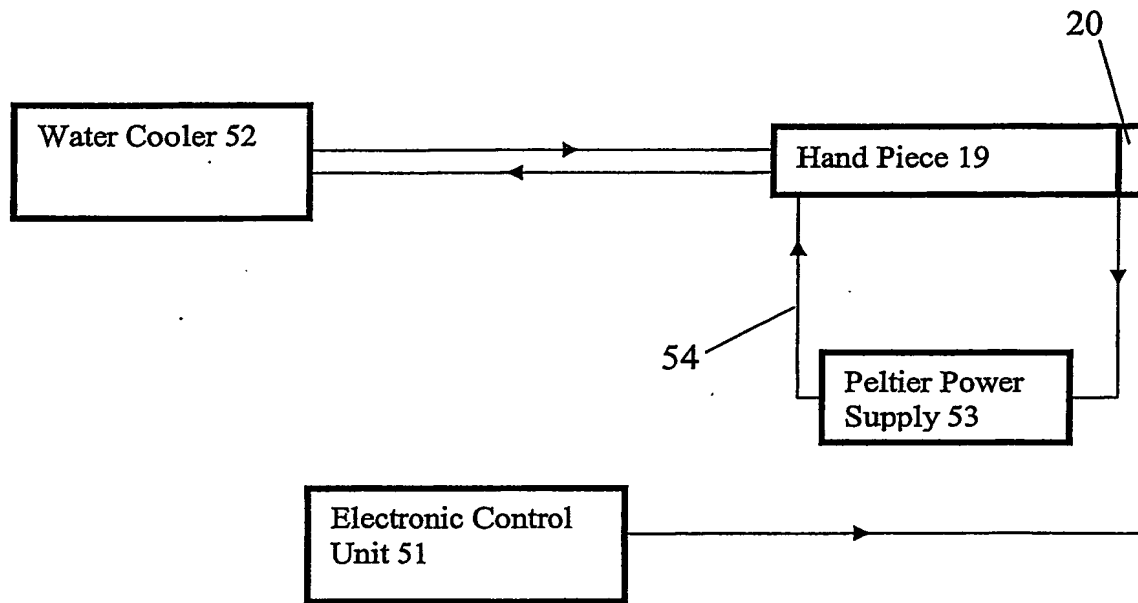 20
Water Cooler 52
Hand Piece 19
54
Peltier Power
Supply 53
Electronic Control
Unit 51